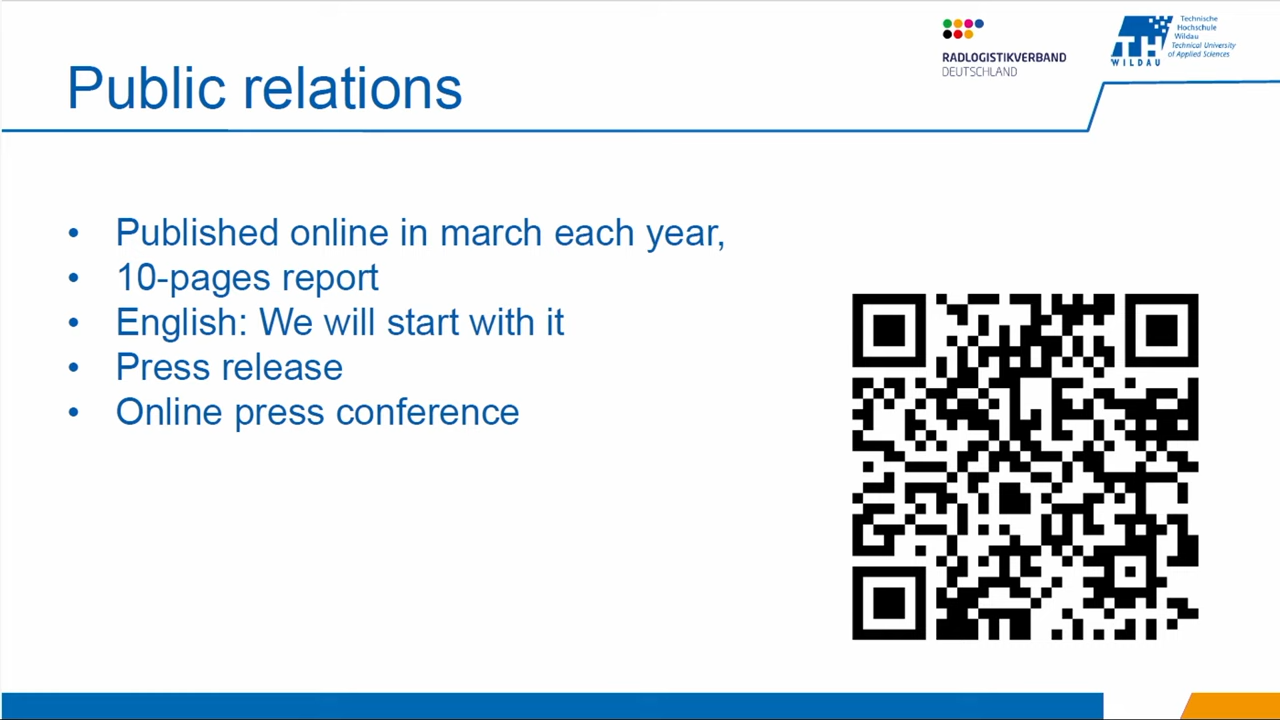 Public relations
RADLOGISTIKVERBAND
DEUTSCHLAND
TH
WILDAU
Technische
Hochschule
Wildau
Technical University
of Applied Sciences
• Published online in march each year,
• 10-pages report
• English: We will start with it
• Press release
• Online press conference